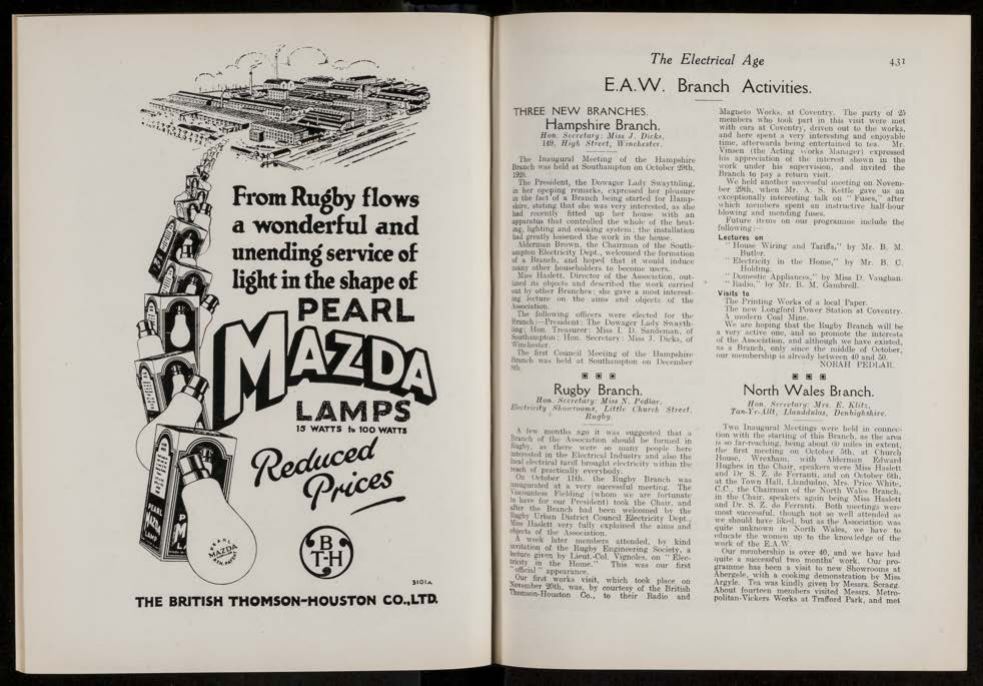 From Rugby flows
a wonderful and
unending service of
light in the shape of
PEARL
MAZDA
LAMPS
15 WATTS to 100 WATTS
Reduced
Prices
PEARL
MAZDA
B
T-H
3101A
THE BRITISH THOMSON-HOUSTON CO., LTD.
The Electrical Age
431
E.A.W. Branch Activities.
THREE NEW BRANCHES.
Hampshire Branch.
Hon. Secretary: Miss J. Dicks,
149, High Street, Winchester.
The Inaugural Meeting of the Hampshire
Branch was held at Southampton on October 29th,
The President, the Dowager Lady Swaythling,
in her opening remarks, expressed her pleasure
in the fact of a Branch being started for Hamp-
shire, stating that she was very interested, as she
had recently fitted up her house with an
apparatus that controlled the whole of the heat-
ing, lighting and cooking system; the installation
had greatly lessened the work in the house.
Alderman Brown, the Chairman of the South-
ampton Electricity Dept., welcomed the formation
of a Branch, and hoped that it would induce
many other householders to become users.
Miss Haslett, Director of the Association, out-
lined its objects and described the work carried
out by other Branches; she gave a most interest-
ing lecture on the aims and objects of the
Association.
The following officers were elected for the
Branch:—President: The Dowager Lady Swayth-
ling; Hon. Treasurer: Miss I. D. Sandeman, of
Southampton; Hon. Secretary: Miss J. Dicks, of
Winchester.
The first Council Meeting of the Hampshire
Branch was held at Southampton on December
Rugby Branch.
Hon. Secretary: Miss N. Pedlar,
Electricity Showrooms, Little Church Street,
Rugby.
A few months ago it was suggested that a
Branch of the Association should be formed in
Rugby, as there were so many people here
interested in the Electrical Industry and also the
local electrical tariff brought electricity within the
reach of practically everybody.
On October 11th, the Rugby Branch was
inaugurated at a very successful meeting. The
Viscountess Fielding (whom we are fortunate
to have for our President) took the Chair, and
after the Branch had been welcomed by the
Rugby Urban District Council Electricity Dept.,
Miss Haslett very fully explained the aims and
objects of the Association.
A week later members attended, by kind
invitation of the Rugby Engineering Society, a
lecture given by Lieut.-Col. Vignoles, on "Elec-
tricity in the Home." This was our first
"official" appearance.
Our first works visit, which took place on
November 20th, was, by courtesy of the British
Thomson-Houston Co., to their Radio and
Magneto Works, at Coventry. The party of 25
members who took part in this visit were met
with cars at Coventry, driven out to the works,
and here spent a very interesting and enjoyable
time, afterwards being entertained to tea. Mr.
Vinsen (the Acting Works Manager) expressed
his appreciation of the interest shown in the
work under his supervision, and invited the
Branch to pay a return visit.
We held another successful meeting on Novem-
ber 29th, when Mr. A. S. Kettle gave us an
exceptionally interesting talk on "Fuses," after
which members spent an instructive half-hour
blowing and mending fuses.
Future items on our programme include the
following:—
Lectures on
"House Wiring and Tariffs," by Mr. B. M.
Butler.
"Electricity in the Home," by Mr. B. C.
Holding.
"Domestic Appliances," by Miss D. Vaughan.
"Radio," by Mr. B. M. Gambrell.
Visits to
The Printing Works of a local Paper.
The new Longford Power Station at Coventry.
A modern Coal Mine.
We are hoping that the Rugby Branch will be
a very active one, and so promote the interests
of the Association, and although we have existed,
as a Branch, only since the middle of October,
our membership is already between 40 and 50.
NORAH PEDLAR.
North Wales Branch.
Hon. Secretary: Mrs. E. Klitz,
Tan-Yr-Allt, Llanddulas, Denbighshire.
Two Inaugural Meetings were held in connec-
tion with the starting of this Branch, as the area
is so far-reaching, being about 60 miles in extent,
the first meeting on October 5th, at Church
House, Wrexham, with Alderman Edward
Hughes in the Chair, speakers were Miss Haslett
and Dr. S. Z. de Ferranti, and on October 6th,
at the Town Hall, Llandudno, Mrs. Price White,
C.C., the Chairman of the North Wales Branch,
in the Chair, speakers again being Miss Haslett
and Dr. S. Z. de Ferranti. Both meetings were
most successful, though not so well attended as
we should have liked, but as the Association was
quite unknown in North Wales, we have to
educate the women up to the knowledge of the
work of the E.A.W.
Our membership is over 40, and we have had
quite a successful two months' work. Our pro-
gramme has been a visit to new Showrooms at
Abergele, with a cooking demonstration by Miss
Argyle. Tea was kindly given by Messrs. Scragg.
About fourteen members visited Messrs. Metro-
politan-Vickers Works at Trafford Park, and met